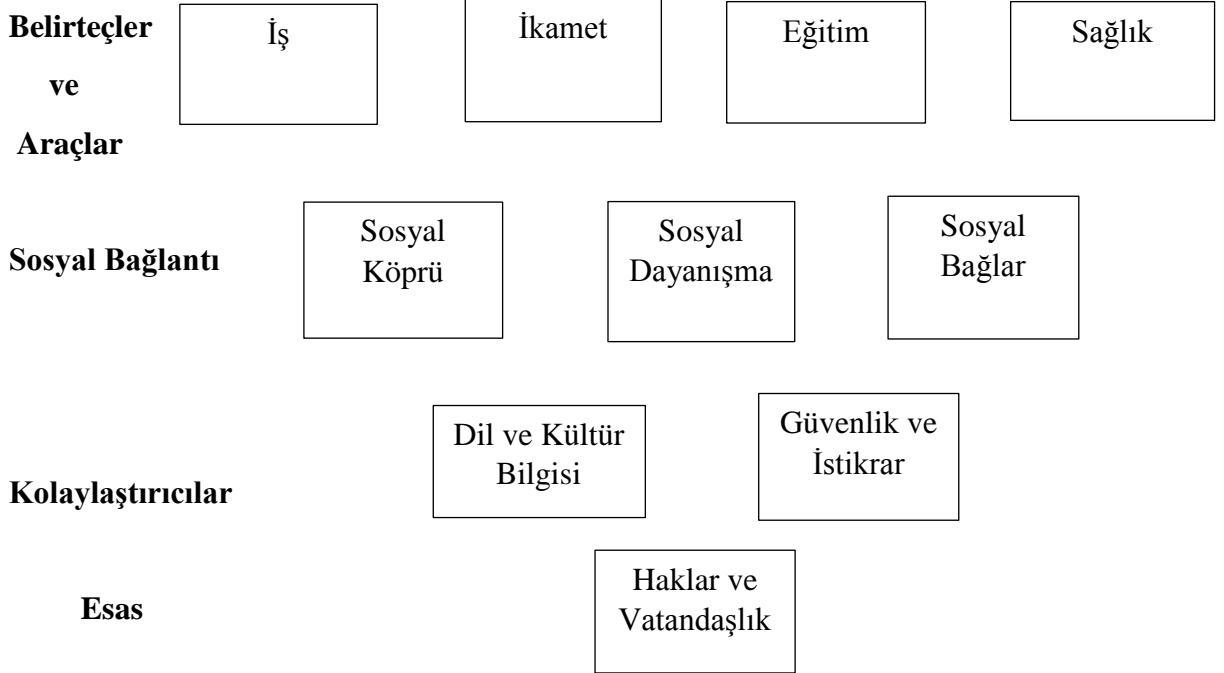 Belirteçler
ve
Araçlar
İş
İkamet
Eğitim
Sağlık
Sosyal Bağlantı
Sosyal
Köprü
Sosyal
Dayanışma
Sosyal
Bağlar
Kolaylaştırıcılar
Dil ve Kültür
Bilgisi
Güvenlik ve
İstikrar
Esas
Haklar ve
Vatandaşlık